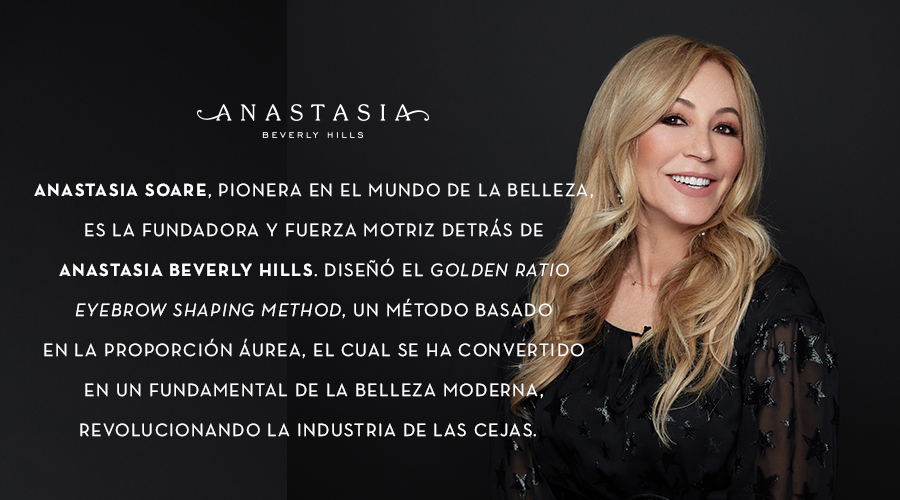 ANASTASIA
BEVERLY HILLS
ANASTASIA SOARE, PIONERA EN EL MUNDO DE LA BELLEZA,
ES LA FUNDADORA Y FUERZA MOTRIZ DETRÁS DE
ANASTASIA BEVERLY HILLS. DISEÑÓ EL GOLDEN RATIO
EYEBROW SHAPING METHOD, UN MÉTODO BASADO
EN LA PROPORCIÓN ÁUREA, EL CUAL SE HA CONVERTIDO
EN UN FUNDAMENTAL DE LA BELLEZA MODERNA,
REVOLUCIONANDO LA INDUSTRIA DE LAS CEJAS.